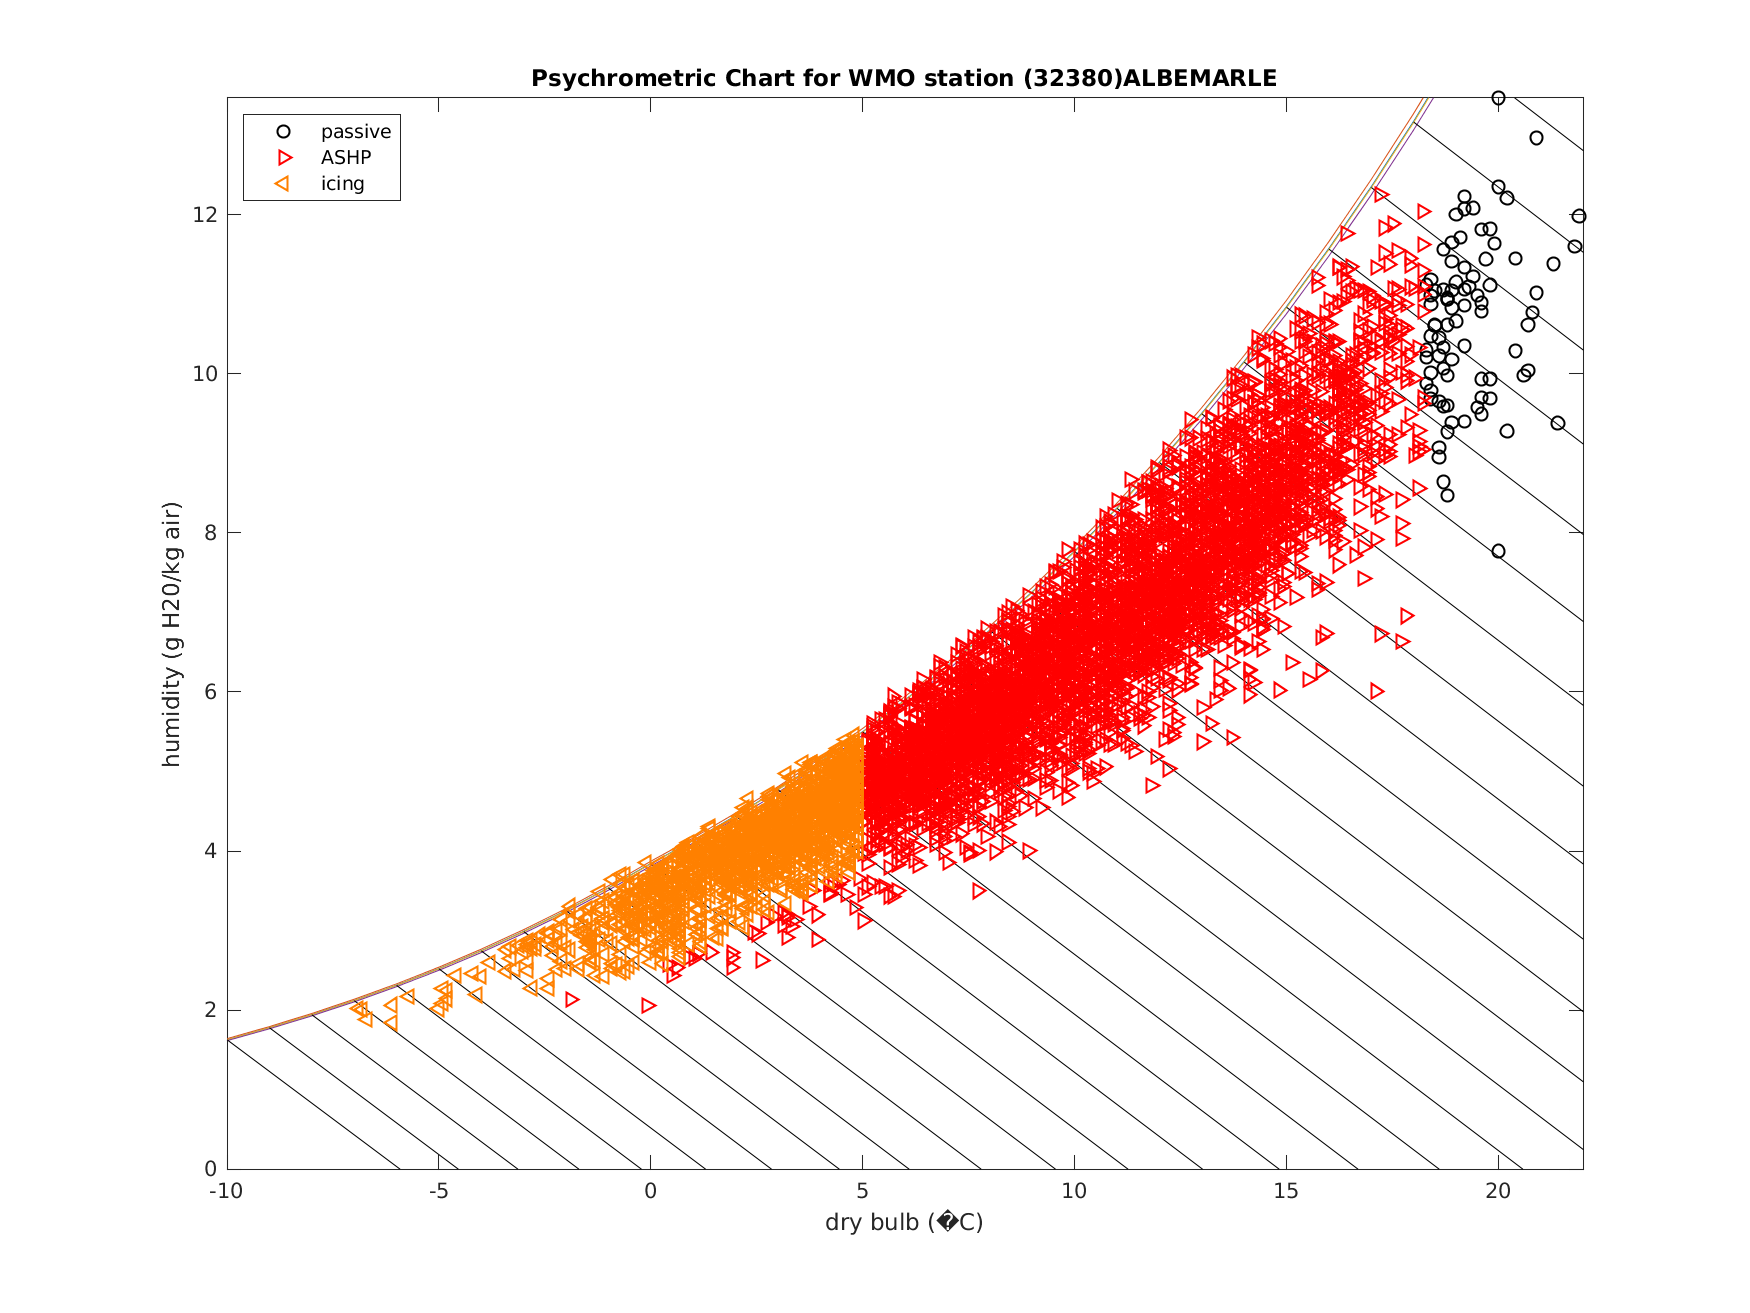 Psychrometric Chart for WMO station (32380)ALBEMARLE
passive
ASHP
icing
humidity (g H20/kg air)
12
10
8
6
4
2
0
-10 -5 0 5 10 15 20
dry bulb (�C)